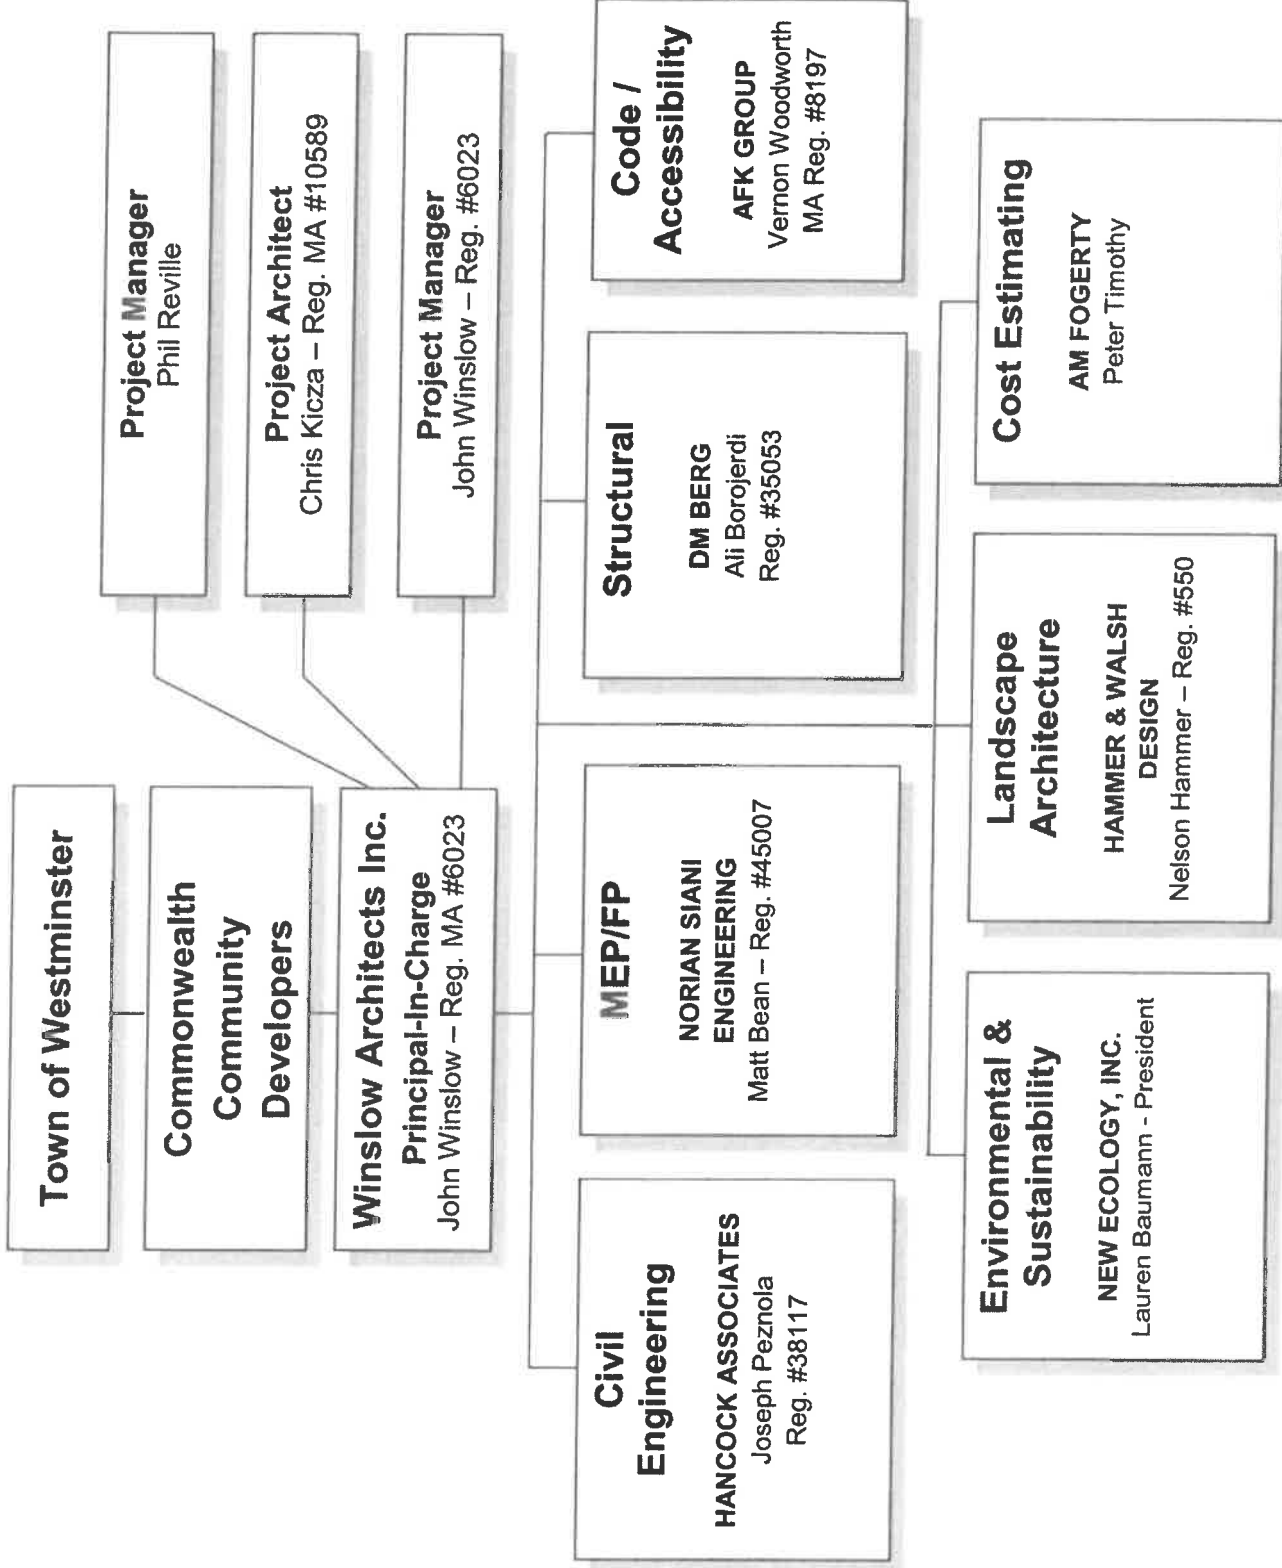 Town of Westminster
Commonwealth
Community
Developers
Winslow Architects Inc.
Principal-In-Charge
John Winslow – Reg. MA #6023
Project Manager
Phil Reville
Project Architect
Chris Kicza – Reg. MA #10589
Project Manager
John Winslow – Reg. #6023
Civil
Engineering
HANCOCK ASSOCIATES
Joseph Peznola
Reg. #38117
MEP/FP
NORIAN SIANI
ENGINEERING
Matt Bean – Reg. #45007
Structural
DM BERG
Ali Borojerdi
Reg. #35053
Code /
Accessibility
AFK GROUP
Vernon Woodworth
MA Reg. #8197
Environmental &
Sustainability
NEW ECOLOGY, INC.
Lauren Baumann - President
Landscape
Architecture
HAMMER & WALSH
DESIGN
Nelson Hammer – Reg. #550
Cost Estimating
AM FOGERTY
Peter Timothy